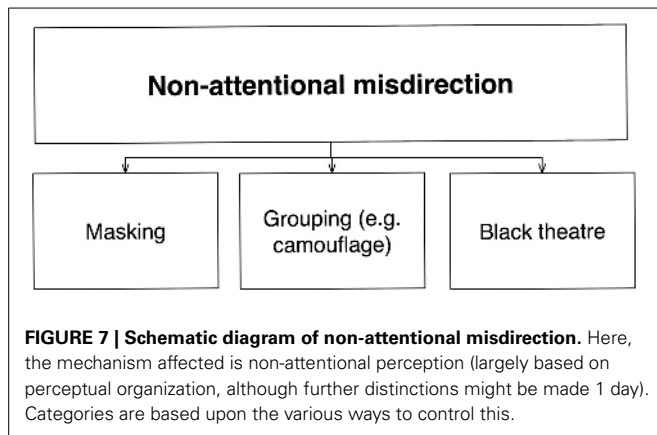 Non-attentional misdirection
Masking
Grouping (e.g.
camouflage)
Black theatre
FIGURE 7 | Schematic diagram of non-attentional misdirection. Here,
the mechanism affected is non-attentional perception (largely based on
perceptual organization, although further distinctions might be made 1 day).
Categories are based upon the various ways to control this.